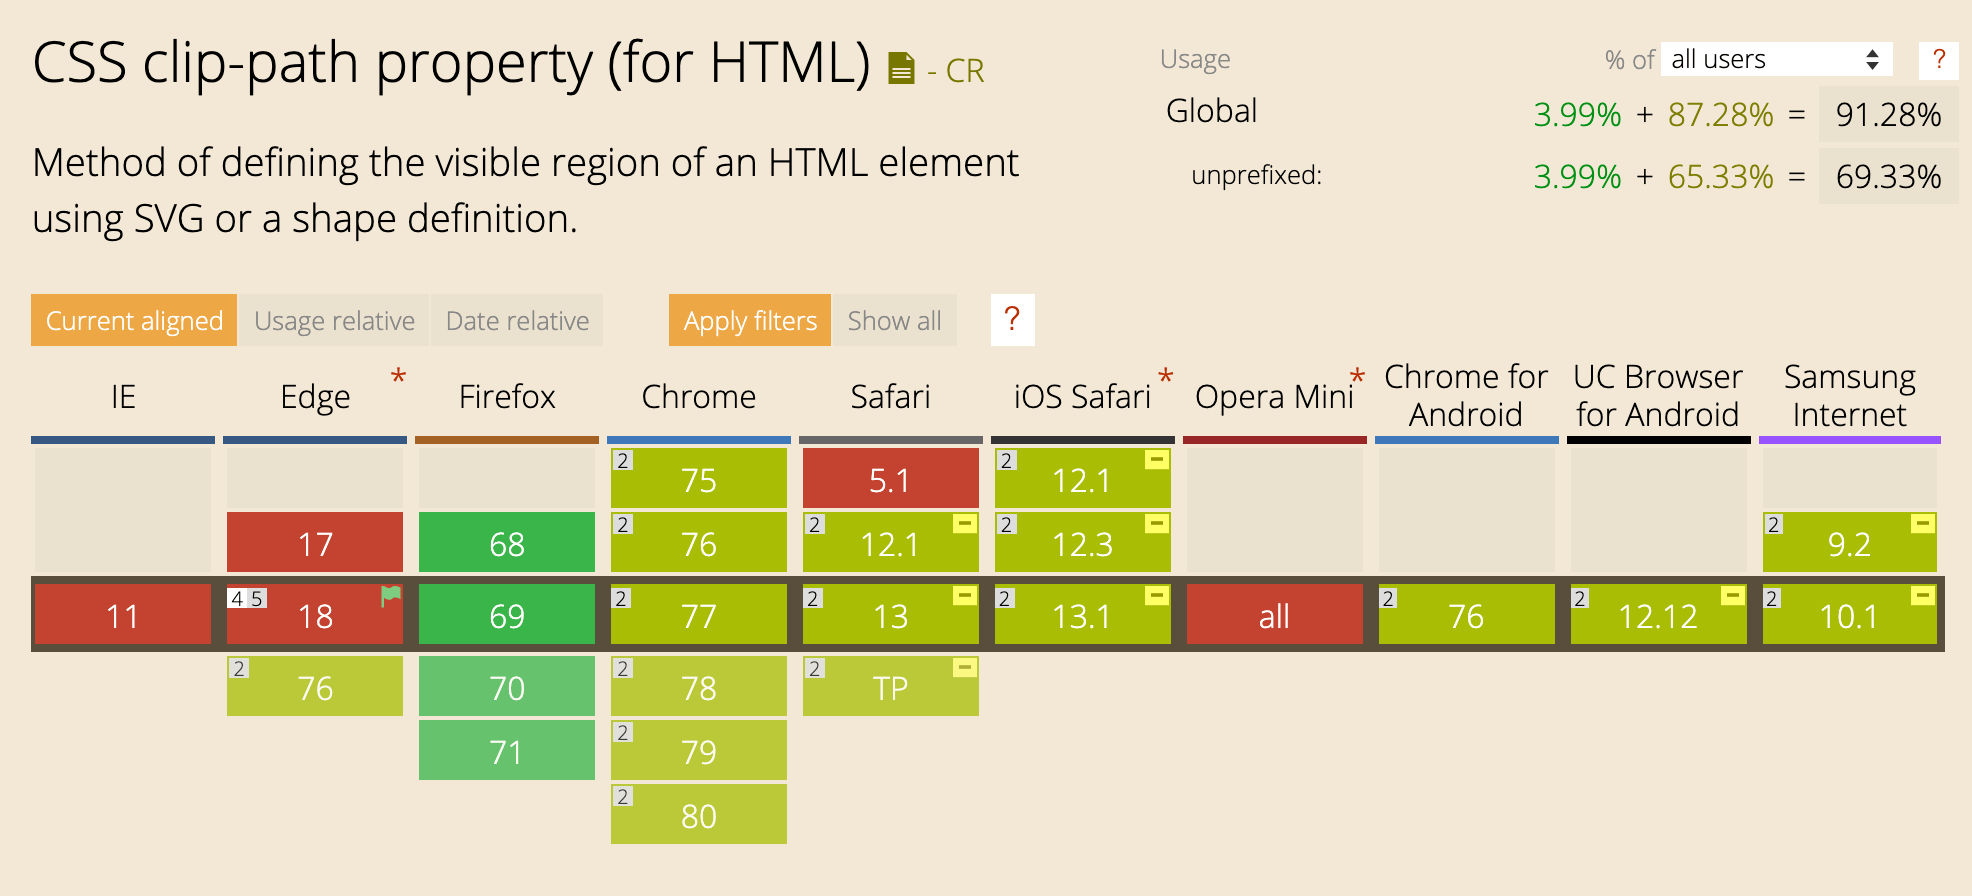 CSS clip-path property (for HTML) - CR
Usage % of all users ?
Global 3.99% + 87.28% = 91.28%
unprefixed: 3.99% + 65.33% = 69.33%
Method of defining the visible region of an HTML element
using SVG or a shape definition.
Current aligned Usage relative Date relative Apply filters Show all ?
IE Edge * Firefox Chrome Safari iOS Safari * Opera Mini * Chrome for Android UC Browser for Android Samsung Internet
2 75 5.1 2 12.1 -
17 68 2 76 2 12.1 - 2 12.3 - 2 9.2 -
11 4 5 18 69 2 77 2 13 - 2 13.1 - all 2 76 2 12.12 - 2 10.1 -
2 76 70 2 78 2 TP -
71 2 79
2 80